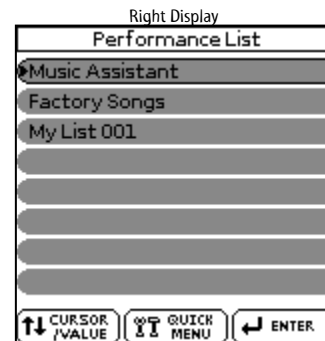 Right Display
Performance List
Music Assistant
Factory Songs
My List 001
CURSOR
/VALUE
QUICK
MENU
ENTER